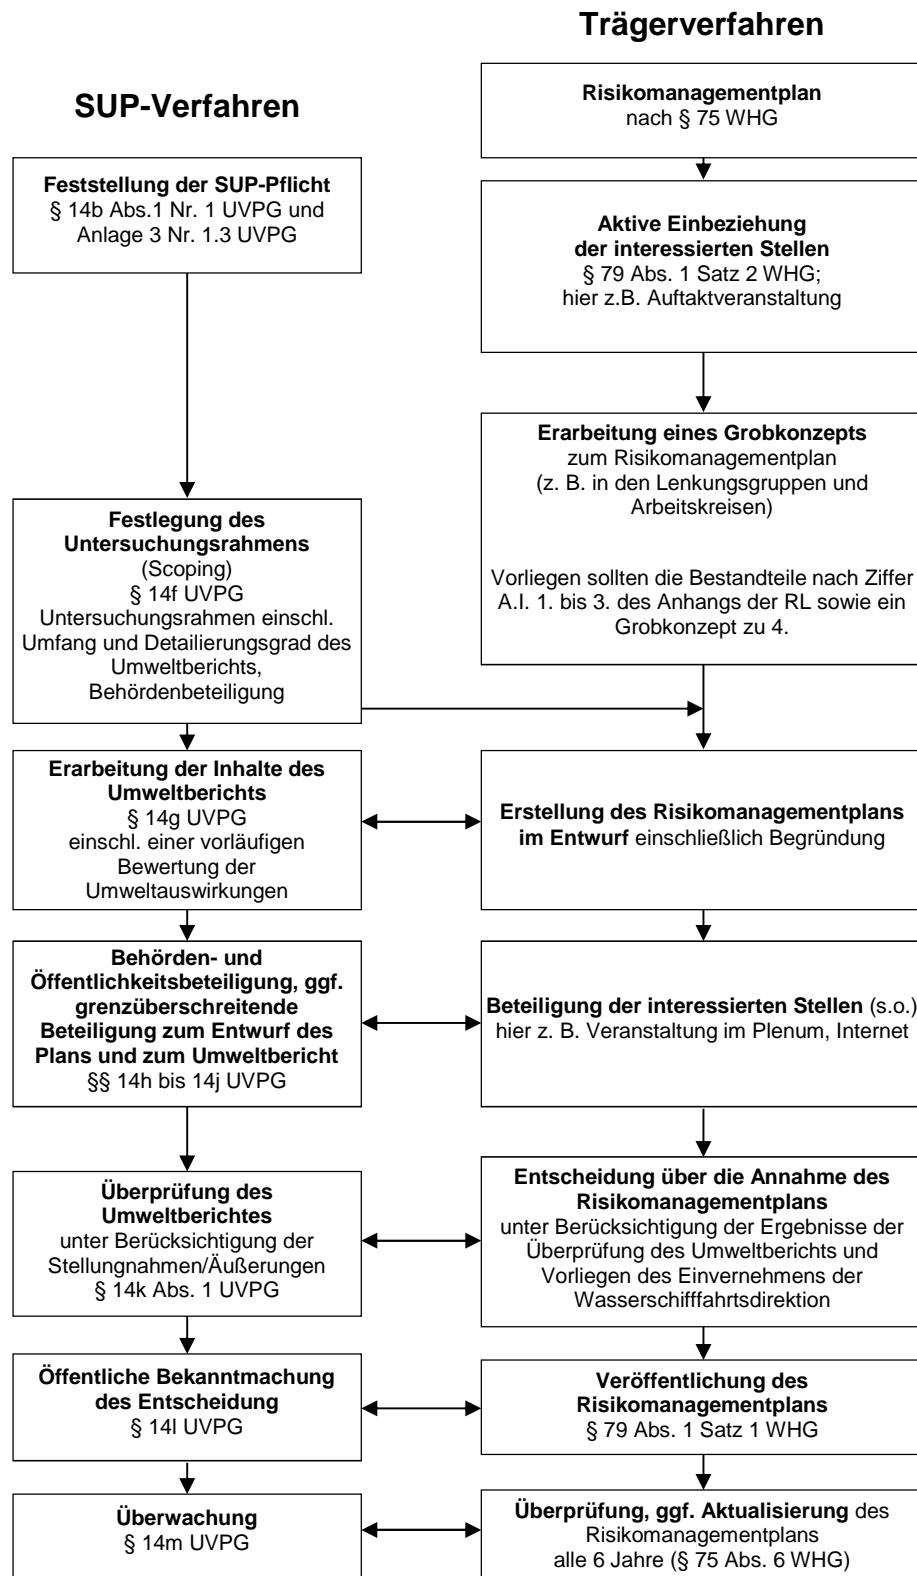 Trägerverfahren
SUP-Verfahren
Risikomanagementplan
nach § 75 WHG
Feststellung der SUP-Pflicht
§ 14b Abs.1 Nr. 1 UVPG und
Anlage 3 Nr. 1.3 UVPG
Aktive Einbeziehung
der interessierten Stellen
§ 79 Abs. 1 Satz 2 WHG;
hier z.B. Auftaktveranstaltung
Erarbeitung eines Grobkonzepts
zum Risikomanagementplan
(z. B. in den Lenkungsgruppen und
Arbeitskreisen)
Vorliegen sollten die Bestandteile nach Ziffer
A.I. 1. bis 3. des Anhangs der RL sowie ein
Grobkonzept zu 4.
Festlegung des
Untersuchungsrahmens
(Scoping)
§ 14f UVPG
Untersuchungsrahmen einschl.
Umfang und Detailierungsgrad des
Umweltberichts,
Behördenbeteiligung
Erarbeitung der Inhalte des
Umweltberichts
§ 14g UVPG
einschl. einer vorläufigen
Bewertung der
Umweltauswirkungen
Erstellung des Risikomanagementplans
im Entwurf einschließlich Begründung
Behörden- und
Öffentlichkeitsbeteiligung, ggf.
grenzüberschreitende
Beteiligung zum Entwurf des
Plans und zum Umweltbericht
§§ 14h bis 14j UVPG
Beteiligung der interessierten Stellen (s.o.)
hier z. B. Veranstaltung im Plenum, Internet
Überprüfung des
Umweltberichtes
unter Berücksichtigung der
Stellungnahmen/Äußerungen
§ 14k Abs. 1 UVPG
Entscheidung über die Annahme des
Risikomanagementplans
unter Berücksichtigung der Ergebnisse der
Überprüfung des Umweltberichts und
Vorliegen des Einvernehmens der
Wasserschifffahrtsdirektion
Öffentliche Bekanntmachung
des Entscheidung
§ 14l UVPG
Veröffentlichung des
Risikomanagementplans
§ 79 Abs. 1 Satz 1 WHG
Überwachung
§ 14m UVPG
Überprüfung, ggf. Aktualisierung des
Risikomanagementplans
alle 6 Jahre (§ 75 Abs. 6 WHG)